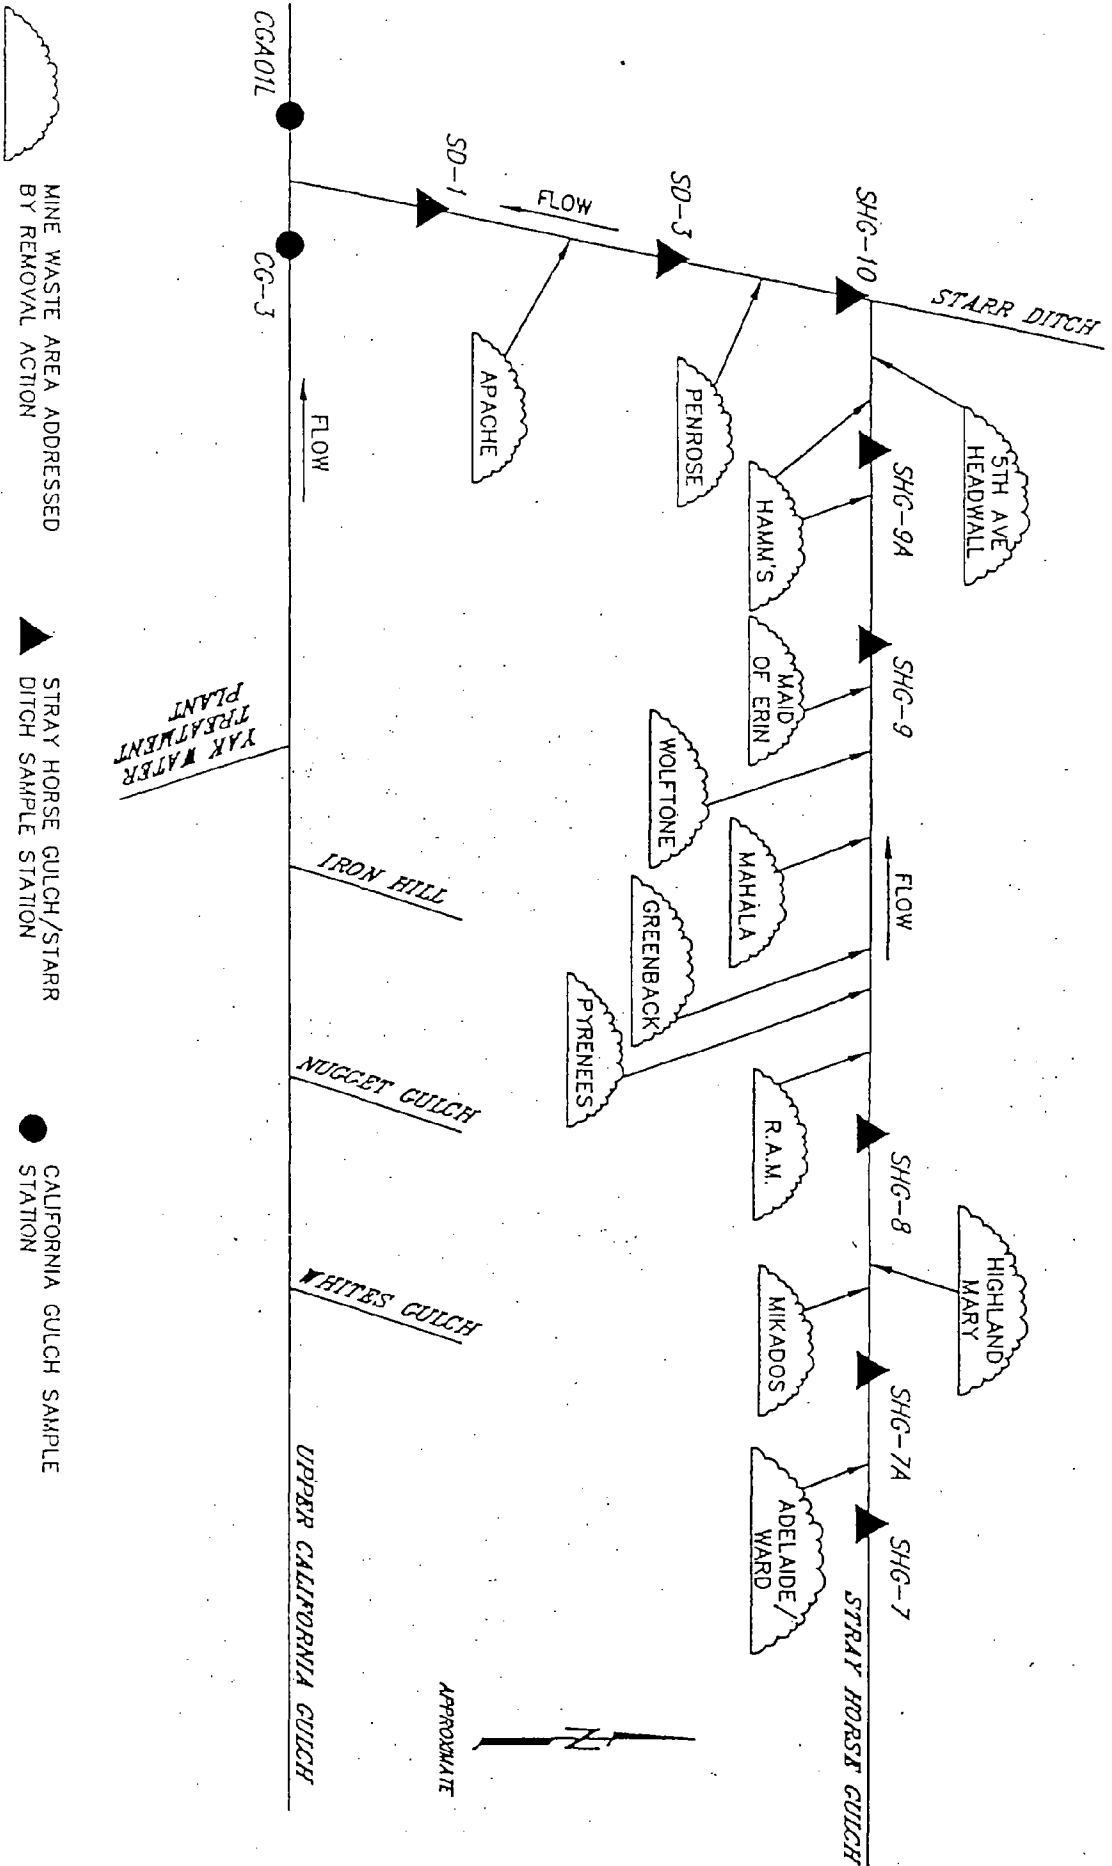 STARR DITCH
SHG-10
5TH AVE
HEADWALL
SHG-9A
SHG-9
FLOW
SHG-8
HIGHLAND
MARY
SHG-7A
SHG-7
STRAY HORSE GULCH
SD-3
PENROSE
HAMM'S
MAID
OF ERIN
WOLFTONE
MAHALA
GREENBACK
PYRENEES
R.A.M.
MIKADOS
ADELAIDE/
WARD
FLOW
SD-1
APACHE
N
APPROXIMATE
CGA01L
CG-3
FLOW
IRON HILL
NUGGET GULCH
WHITES GULCH
UPPER CALIFORNIA GULCH
YAK WATER
TREATMENT
PLANT
MINE WASTE AREA ADDRESSED
BY REMOVAL ACTION
STRAY HORSE GULCH/STARR
DITCH SAMPLE STATION
CALIFORNIA GULCH SAMPLE
STATION